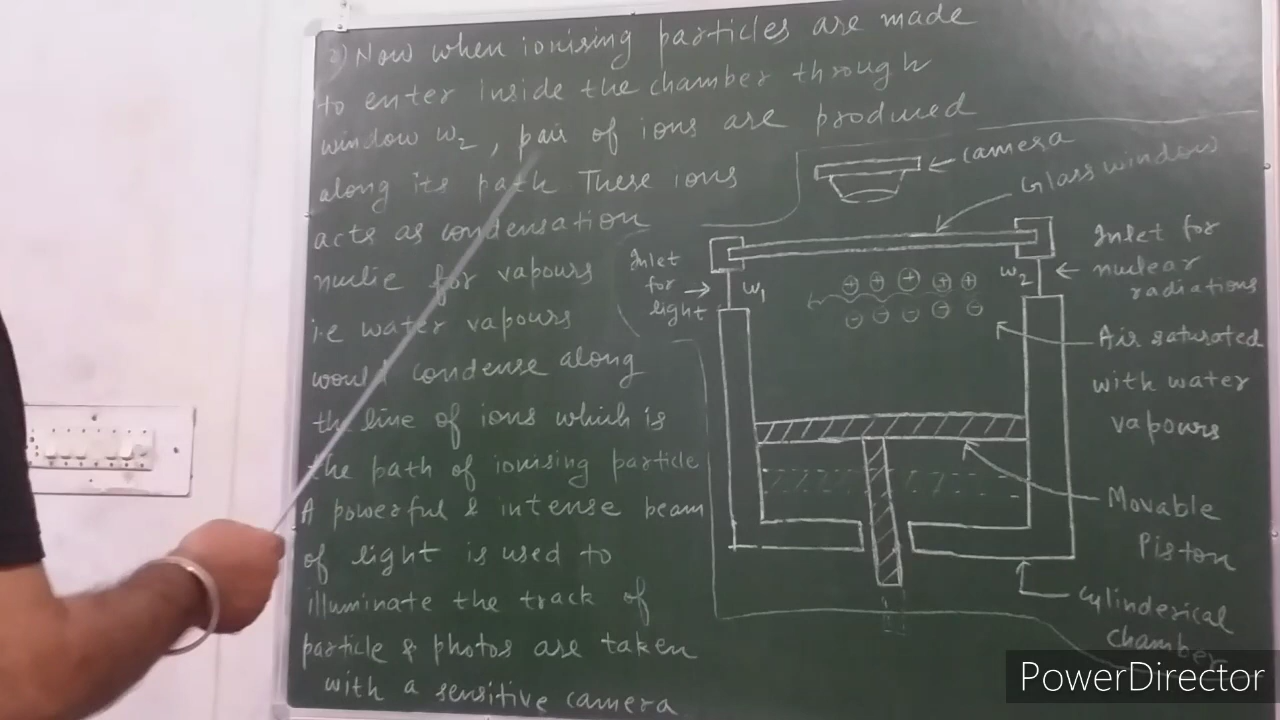 2) Now when ionising particles are made
to enter inside the chamber through
window W2, pair of ions are produced
along its path These ions
acts as condensation
nuclie for vapours
i.e water vapours
would condense along
the line of ions which is
the path of ionising particle
A powerful & intense beam
of light is used to
illuminate the track of
particle & photos are taken
with a sensitive camera
camera
Glass window
Inlet
for
light
W1
W2
Inlet for
nuclear
radiations
+ + + + +
- - - - -
Air saturated
with water
vapours
Movable
Piston
cylinderical
chamber
PowerDirector